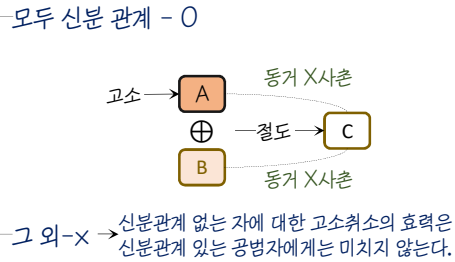 모두 신분 관계 - O
동거 X사촌
고소
A
절도
C
B
동거 X사촌
그 외-x → 신분관계 없는 자에 대한 고소취소의 효력은
신분관계 있는 공범자에게는 미치지 않는다.